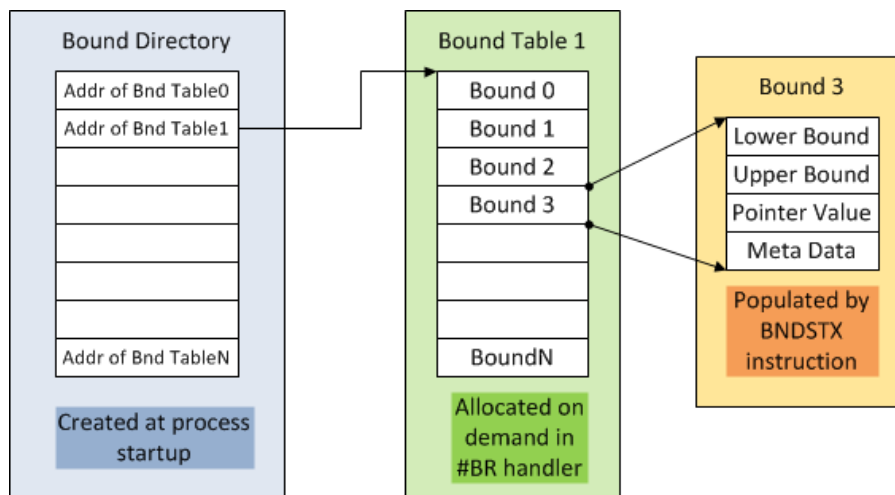 Bound Directory
Addr of Bnd Table0
Addr of Bnd Table1
Addr of Bnd TableN
Created at process
startup
Bound Table 1
Bound 0
Bound 1
Bound 2
Bound 3
BoundN
Allocated on
demand in
#BR handler
Bound 3
Lower Bound
Upper Bound
Pointer Value
Meta Data
Populated by
BNDSTX
instruction